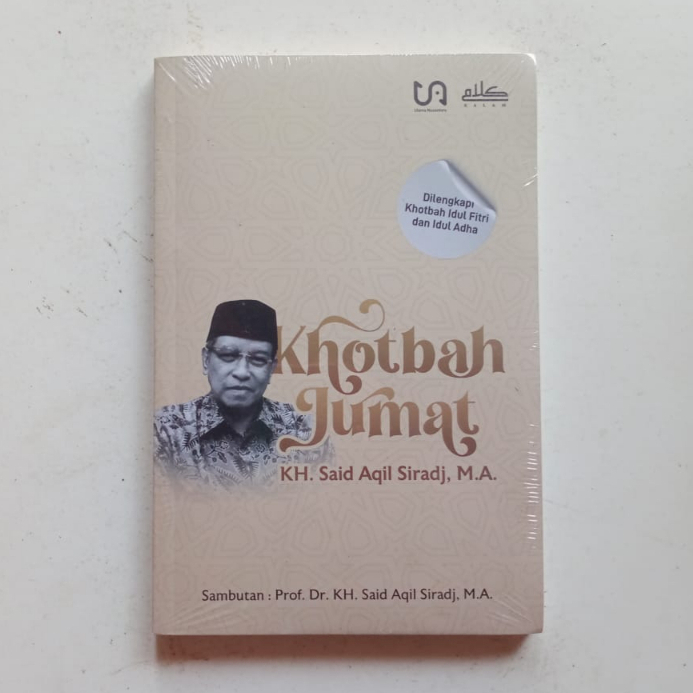 كلام
KALAM
Dilengkapi
Khotbah Idul Fitri
dan Idul Adha
Khotbah
Jumat
KH. Said Aqil Siradj, M.A.
Sambutan : Prof. Dr. KH. Said Aqil Siradj, M.A.